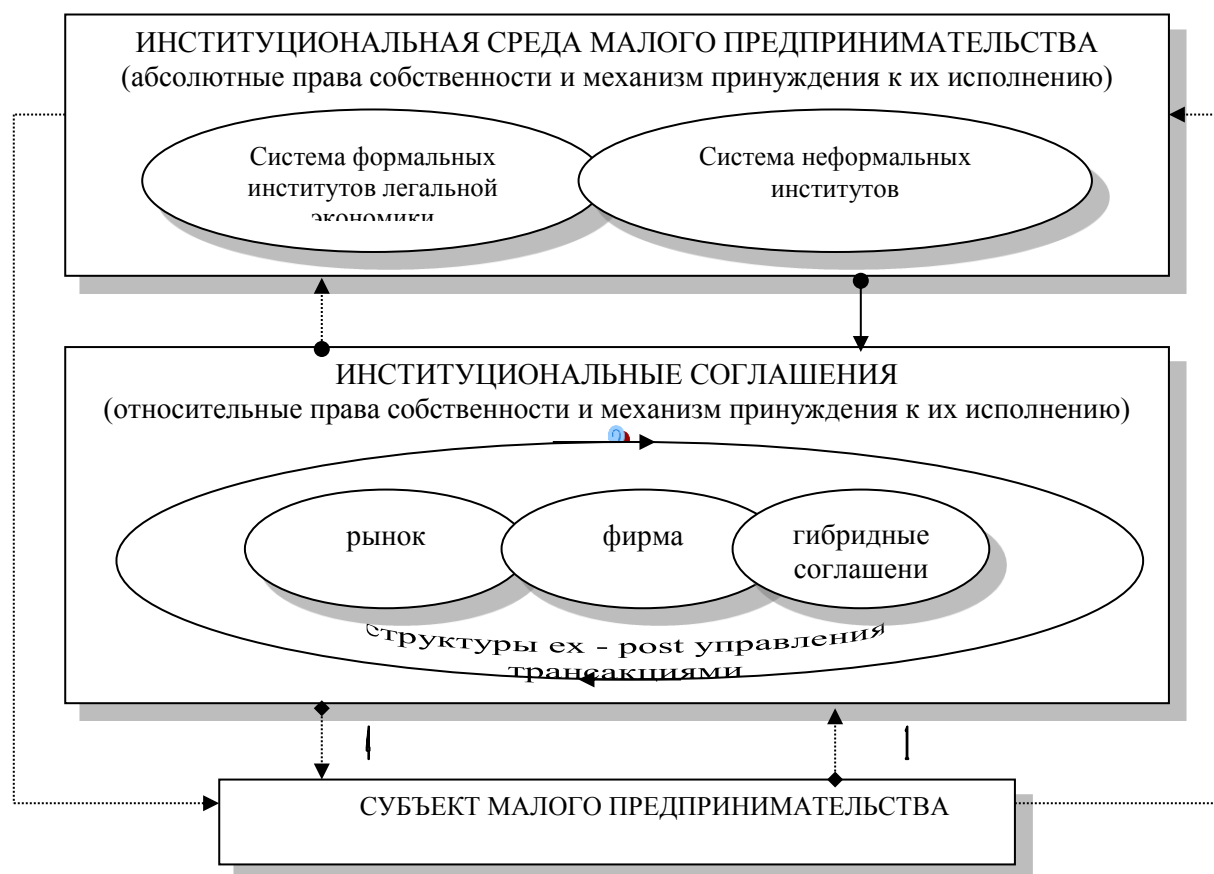 ИНСТИТУЦИОНАЛЬНАЯ СРЕДА МАЛОГО ПРЕДПРИНИМАТЕЛЬСТВА
(абсолютные права собственности и механизм принуждения к их исполнению)
Система формальных
институтов легальной
экономики
Система неформальных
институтов
ИНСТИТУЦИОНАЛЬНЫЕ СОГЛАШЕНИЯ
(относительные права собственности и механизм принуждения к их исполнению)
рынок
фирма
гибридные
соглашени
структуры ex - post управления
трансакциями
СУБЪЕКТ МАЛОГО ПРЕДПРИНИМАТЕЛЬСТВА